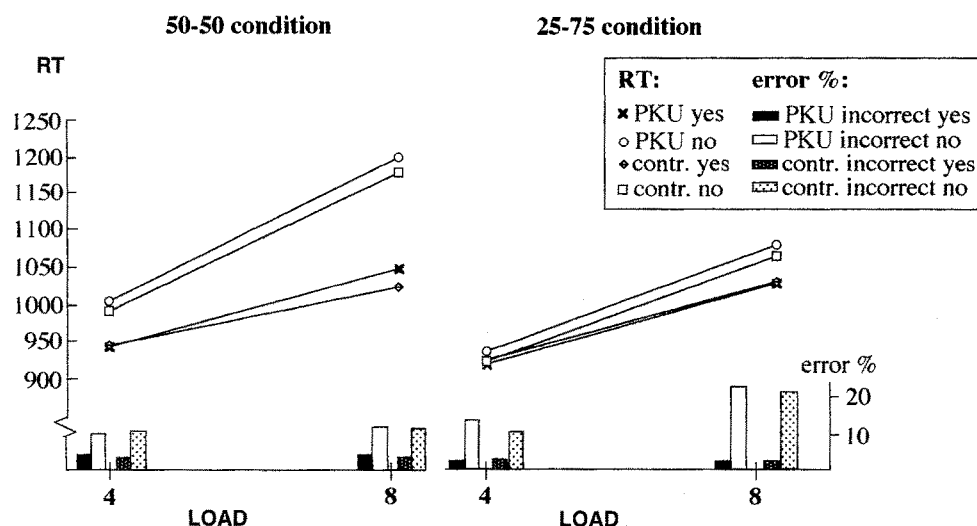 50-50 condition
25-75 condition
RT
RT: error %:
PKU yes PKU incorrect yes
PKU no PKU incorrect no
contr. yes contr. incorrect yes
contr. no contr. incorrect no
1250
1200
1150
1100
1050
1000
950
900
error %
20
10
4 8 4 8
LOAD LOAD